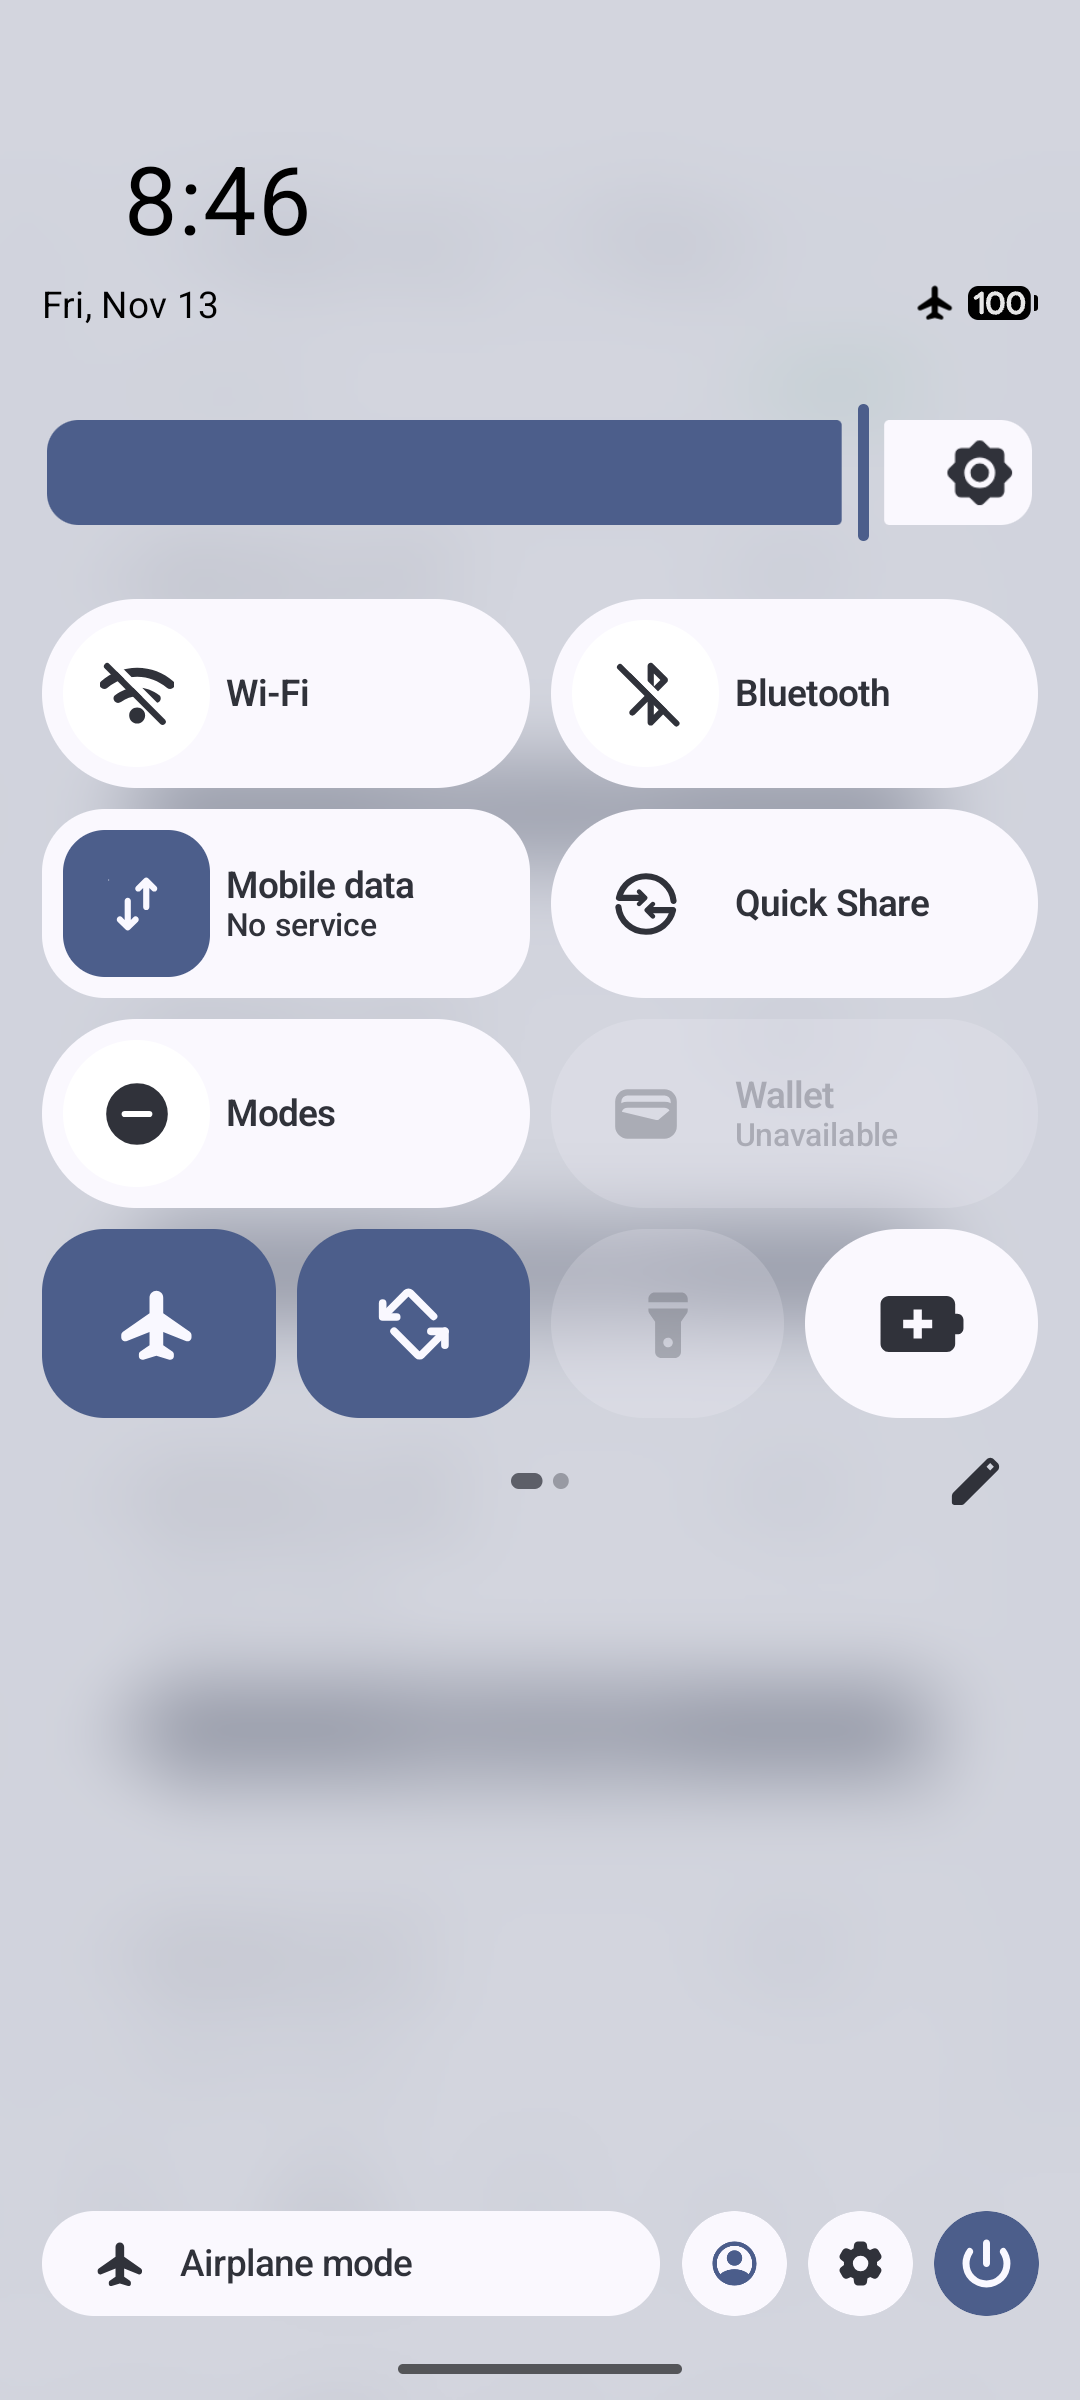 8:46
Fri, Nov 13
100
Wi-Fi
Bluetooth
Mobile data
No service
Quick Share
Modes
Wallet
Unavailable
Airplane mode